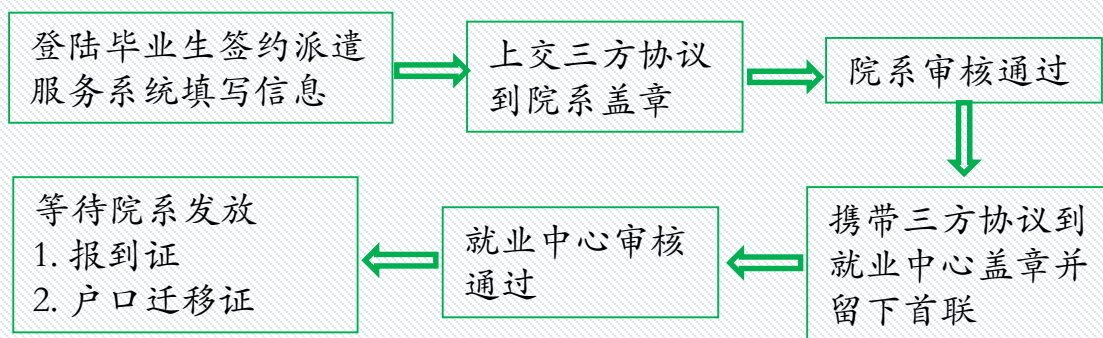 登陆毕业生签约派遣
服务系统填写信息
上交三方协议
到院系盖章
院系审核通过
携带三方协议到
就业中心盖章并
留下首联
就业中心审核
通过
等待院系发放
1. 报到证
2. 户口迁移证